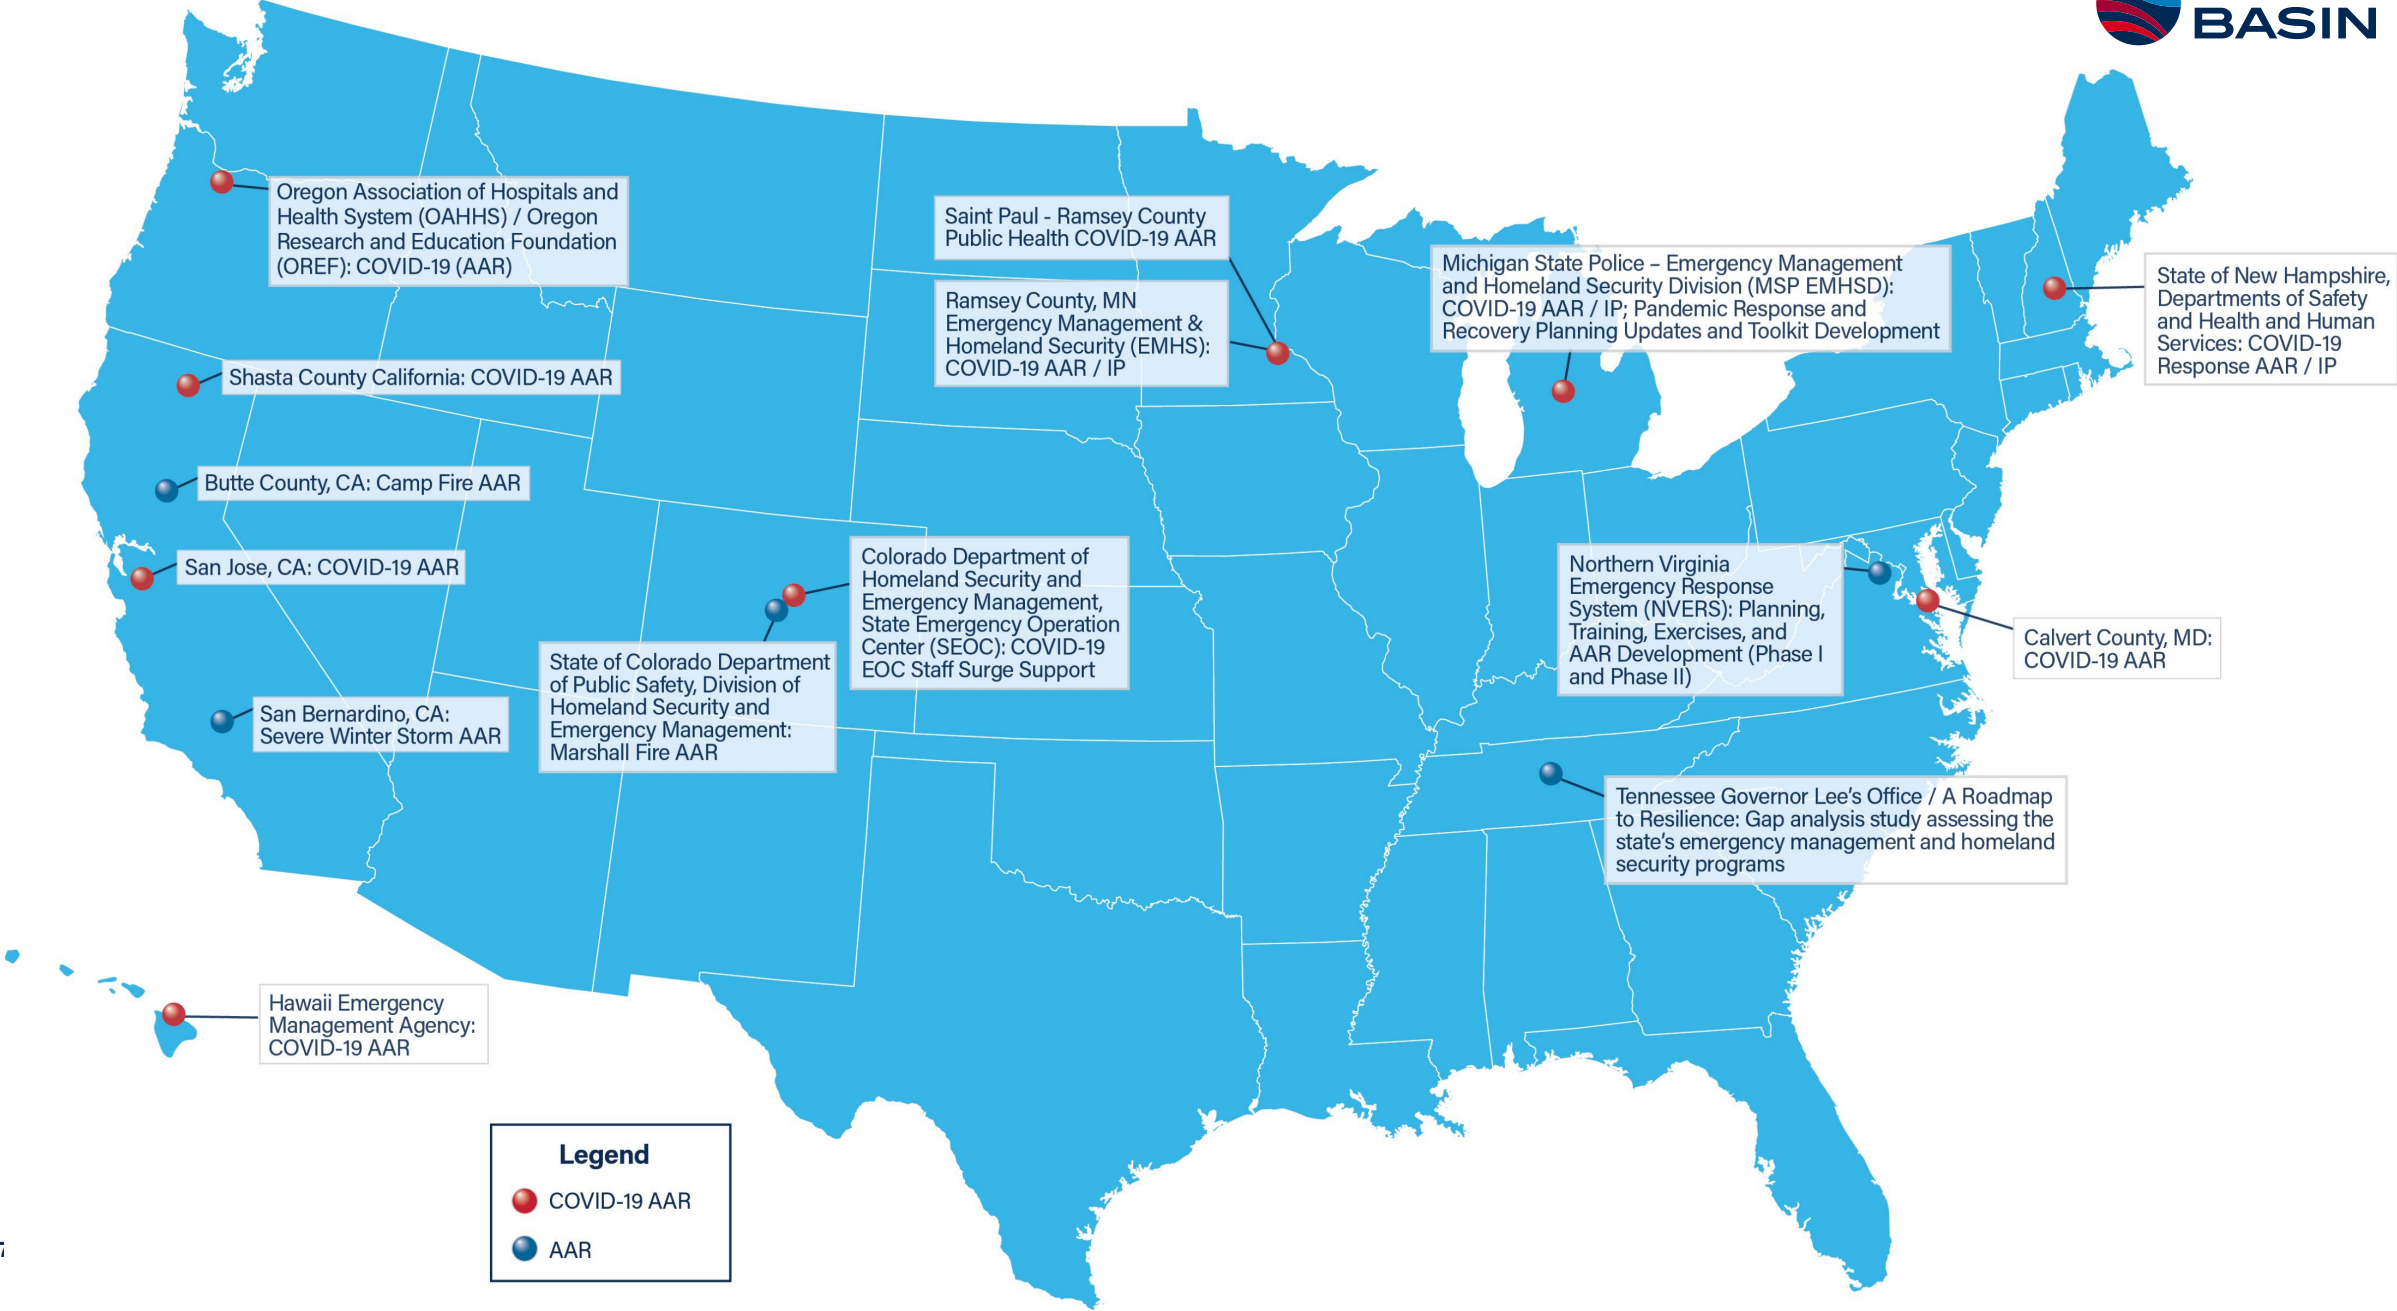 BASIN
Oregon Association of Hospitals and
Health System (OAHHS) / Oregon
Research and Education Foundation
(OREF): COVID-19 (AAR)
Saint Paul - Ramsey County
Public Health COVID-19 AAR
Ramsey County, MN
Emergency Management &
Homeland Security (EMHS):
COVID-19 AAR / IP
Michigan State Police – Emergency Management
and Homeland Security Division (MSP EMHSD):
COVID-19 AAR / IP; Pandemic Response and
Recovery Planning Updates and Toolkit Development
State of New Hampshire,
Departments of Safety
and Health and Human
Services: COVID-19
Response AAR / IP
Shasta County California: COVID-19 AAR
Butte County, CA: Camp Fire AAR
San Jose, CA: COVID-19 AAR
Colorado Department of
Homeland Security and
Emergency Management,
State Emergency Operation
Center (SEOC): COVID-19
EOC Staff Surge Support
Northern Virginia
Emergency Response
System (NVERS): Planning,
Training, Exercises, and
AAR Development (Phase I
and Phase II)
Calvert County, MD:
COVID-19 AAR
State of Colorado Department
of Public Safety, Division of
Homeland Security and
Emergency Management:
Marshall Fire AAR
San Bernardino, CA:
Severe Winter Storm AAR
Tennessee Governor Lee's Office / A Roadmap
to Resilience: Gap analysis study assessing the
state's emergency management and homeland
security programs
Hawaii Emergency
Management Agency:
COVID-19 AAR
Legend
COVID-19 AAR
AAR